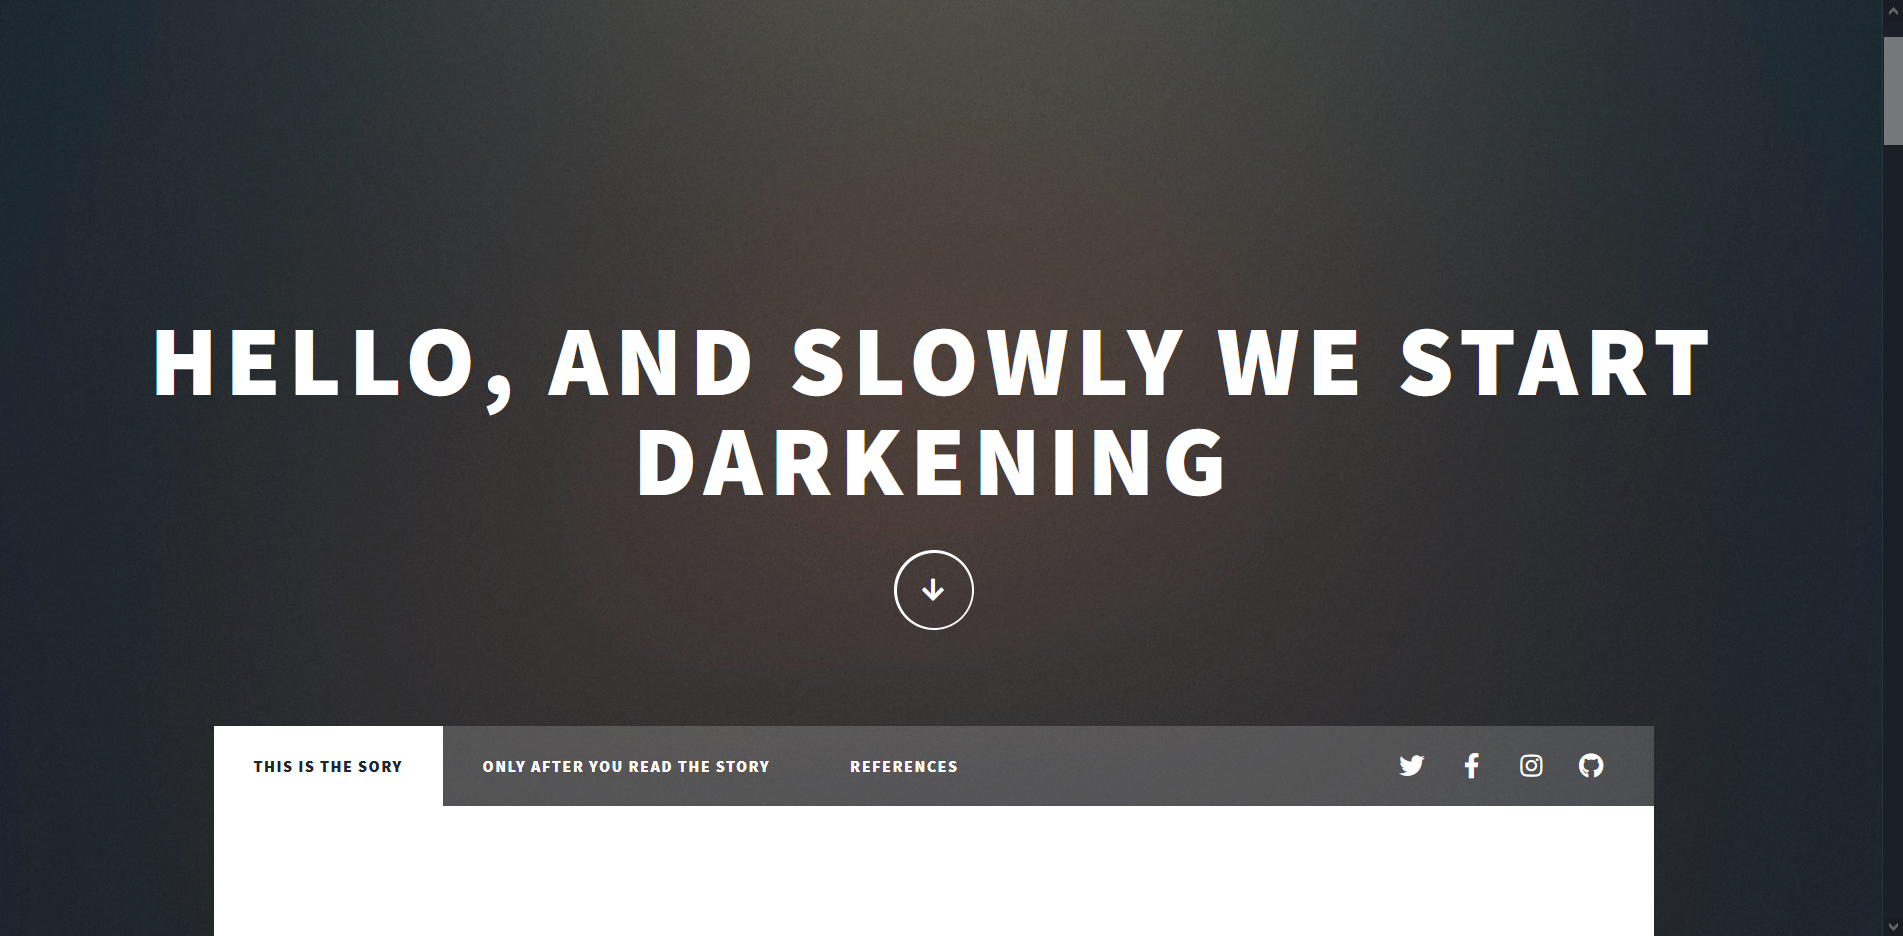 HELLO, AND SLOWLY WE START
DARKENING
THIS IS THE SORY
ONLY AFTER YOU READ THE STORY
REFERENCES